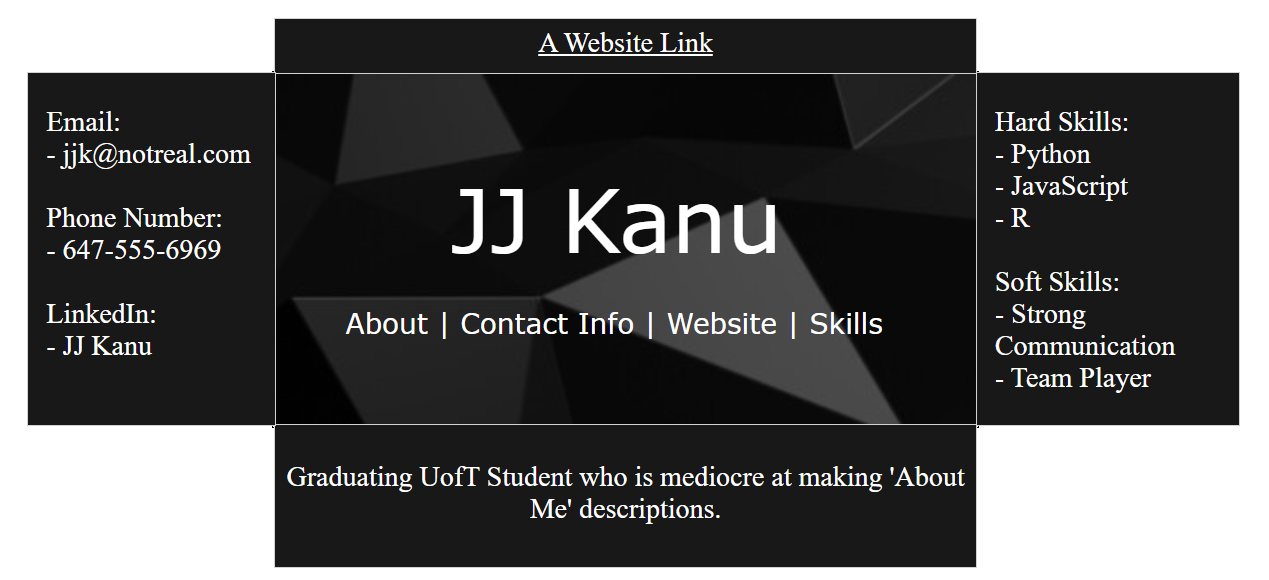 A Website Link
Email:
- jjk@notreal.com
Phone Number:
- 647-555-6969
LinkedIn:
- JJ Kanu
JJ Kanu
About | Contact Info | Website | Skills
Hard Skills:
- Python
- JavaScript
- R
Soft Skills:
- Strong
Communication
- Team Player
Graduating UofT Student who is mediocre at making 'About
Me' descriptions.